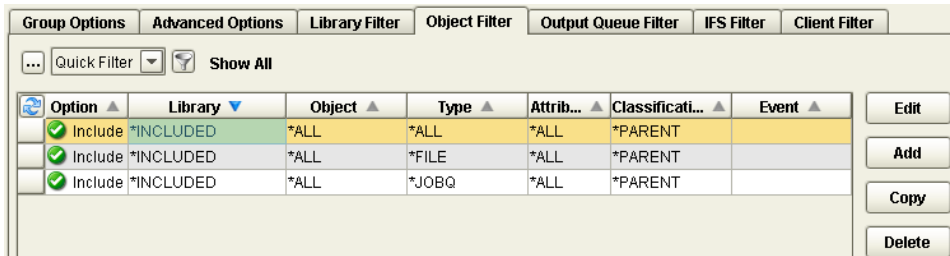 Group Options Advanced Options Library Filter Object Filter Output Queue Filter IFS Filter Client Filter
... Quick Filter Show All
Option Library Object Type Attrib... Classificati... Event
Include *INCLUDED *ALL *ALL *ALL *PARENT
Include *INCLUDED *ALL *FILE *ALL *PARENT
Include *INCLUDED *ALL *JOBQ *ALL *PARENT
Edit
Add
Copy
Delete